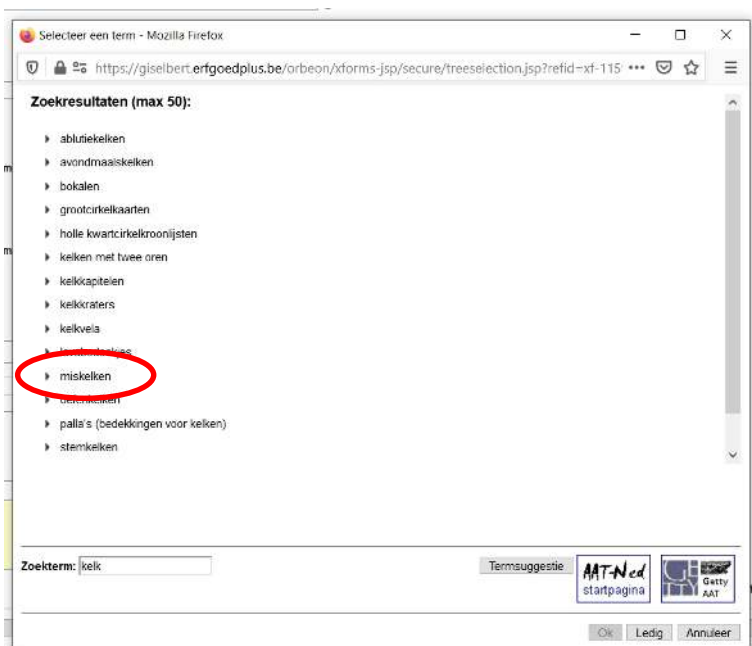 Selecteer een term - Mozilla Firefox
https://giselbert.erfgoedplus.be/orbeon/xforms-jsp/secure/treeselection.jsp?refid=xf-115
Zoekresultaten (max 50):
ablutiekelken
avondmaalskelken
bokalen
grootcirkelkaarten
holle kwartcirkelkroonlijsten
kelken met twee oren
kelkkapitelen
kelkkraters
kelkvela
miskelken
palla's (bedekkingen voor kelken)
stemkelken
Zoekterm: kelk
Termsuggestie
AAT-Ned
startpagina
Getty
AAT
Ok Ledig Annuleer